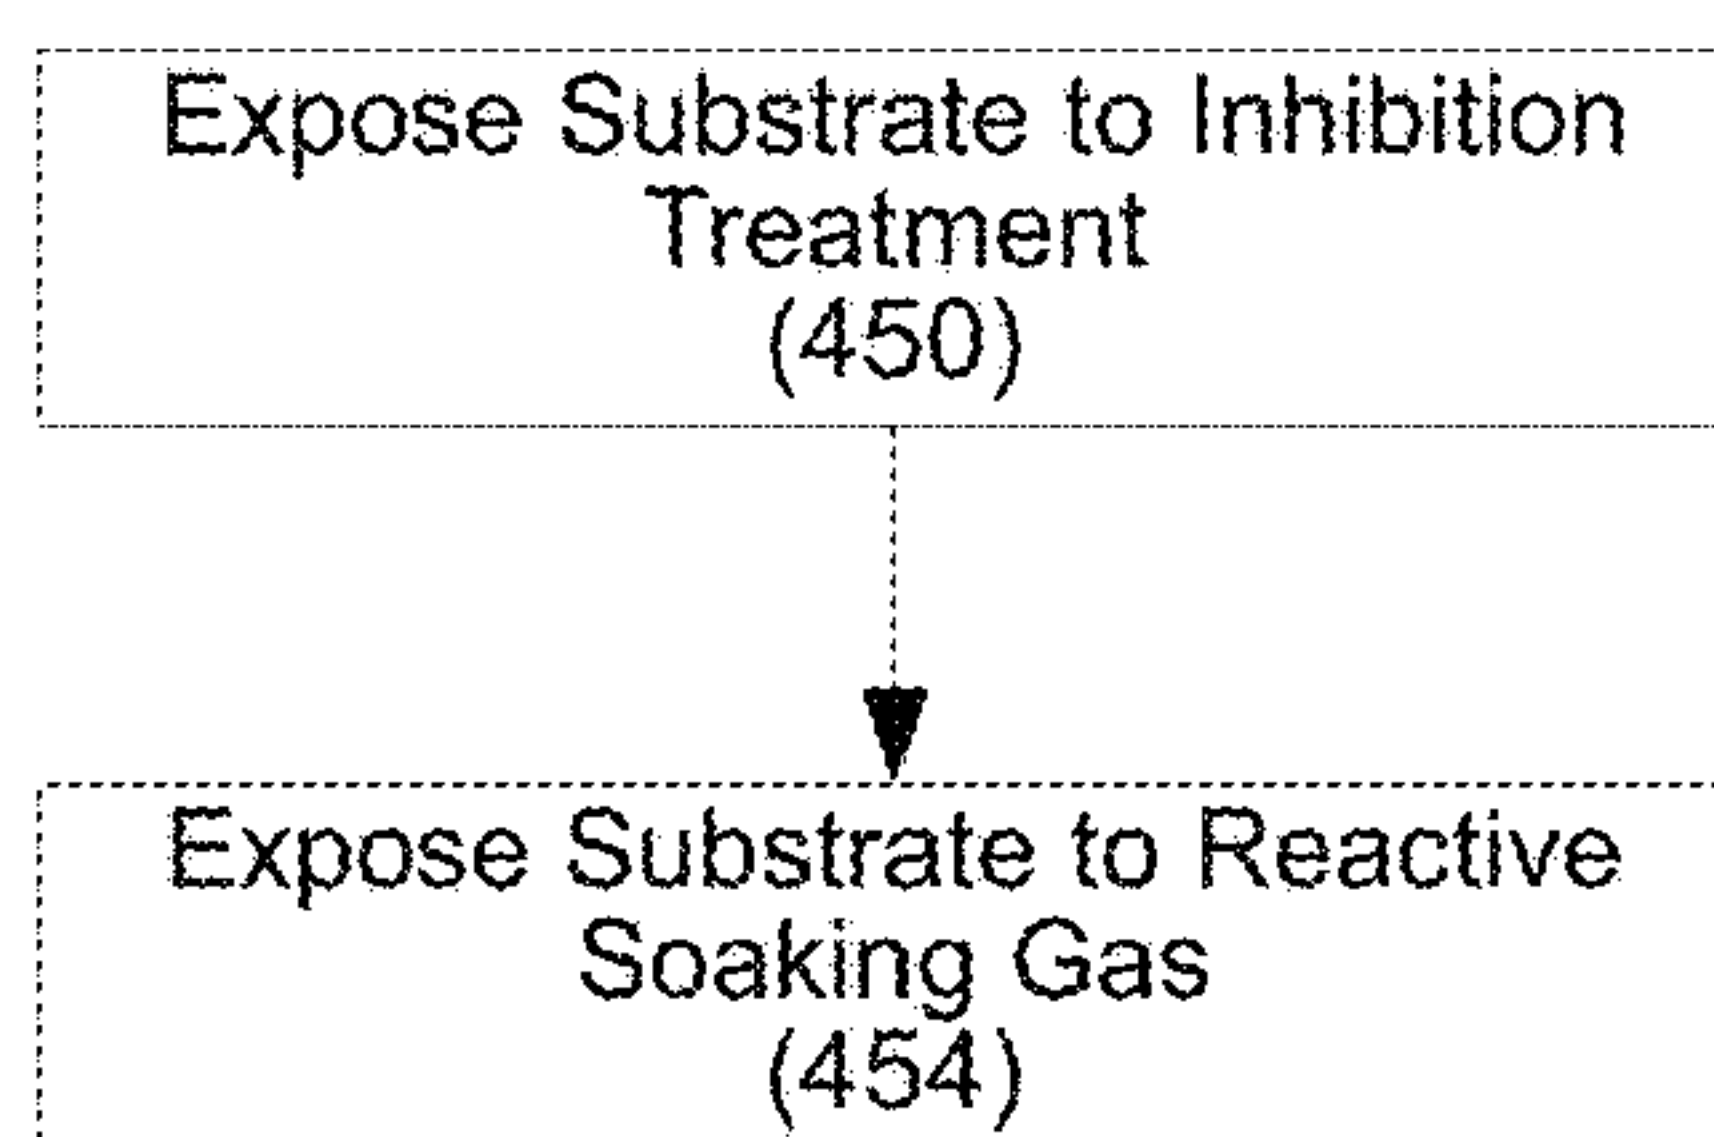 Expose Substrate to Inhibition
Treatment
(450)
Expose Substrate to Reactive
Soaking Gas
(454)